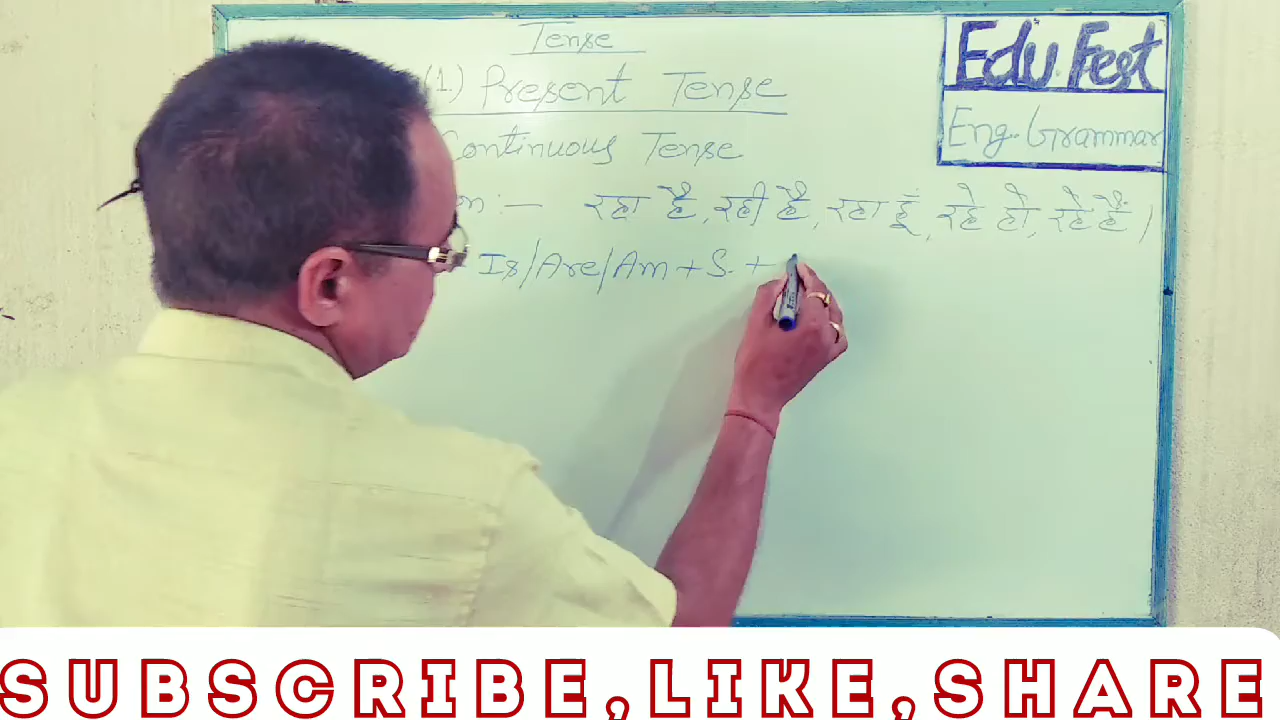 Tense
(1.) Present Tense
Continuous Tense
:— रहा है, रही है, रहा हूँ, रहे हो, रहे हैं।
Is/Are/Am + S. +
Edu. Fest
Eng. Grammar
SUBSCRIBE,LIKE,SHARE